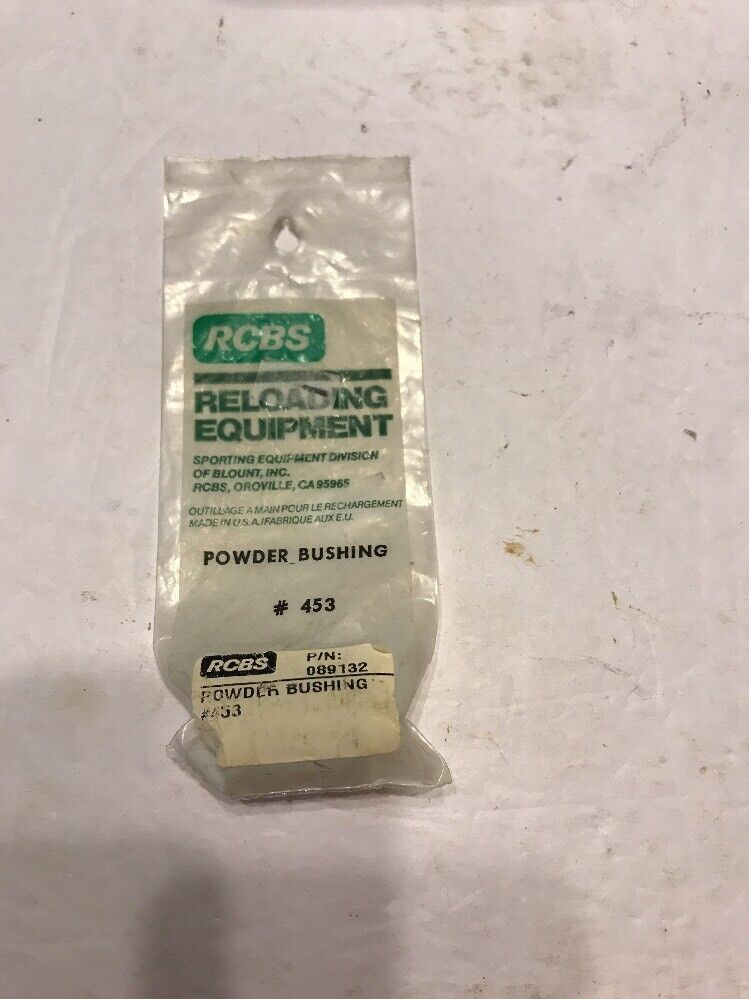 RCBS
RELOADING
EQUIPMENT
SPORTING EQUIPMENT DIVISION
OF BLOUNT, INC.
RCBS, OROVILLE, CA 95965
OUTILLAGE A MAIN POUR LE RECHARGEMENT
MADE IN U.S.A./FABRIQUE AUX E.U.
POWDER BUSHING
# 453
RCBS P/N:
089132
POWDER BUSHING
#453